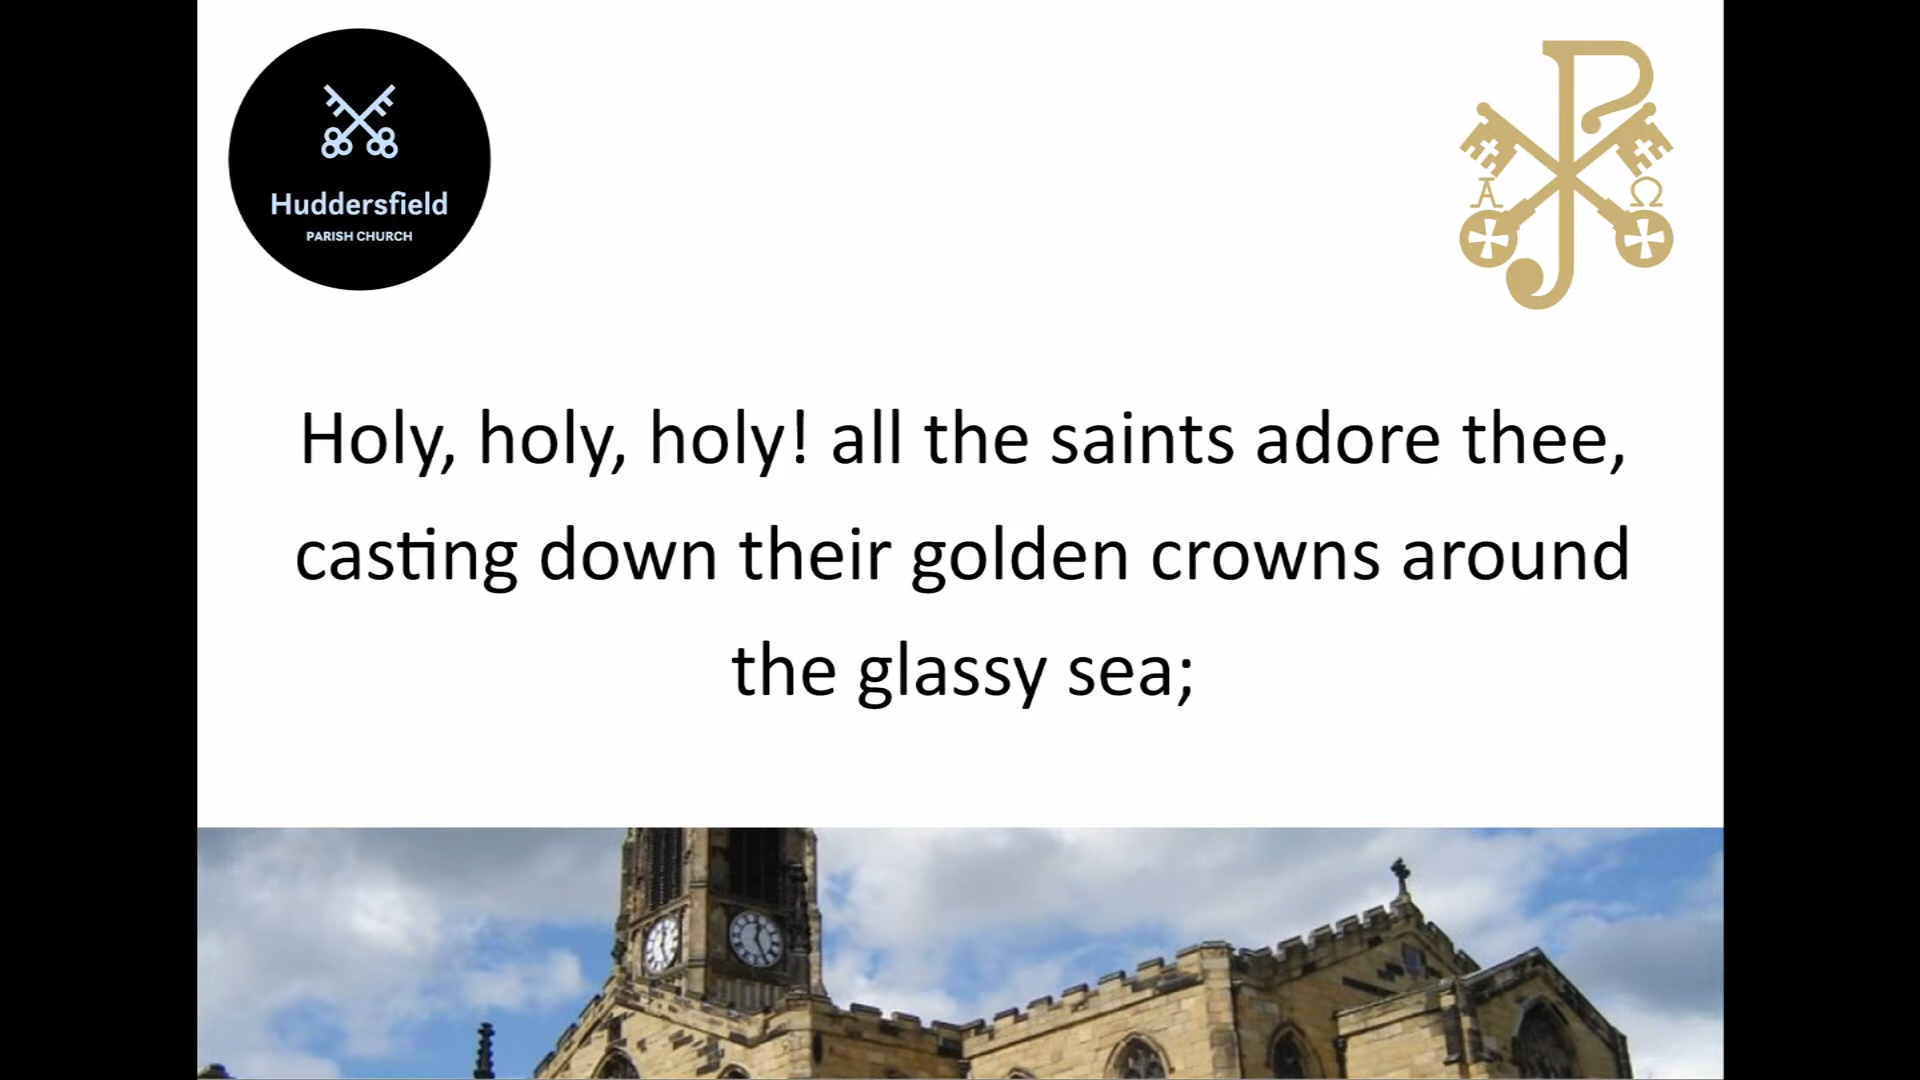 Huddersfield
PARISH CHURCH
A Ω
Holy, holy, holy! all the saints adore thee,
casting down their golden crowns around
the glassy sea;